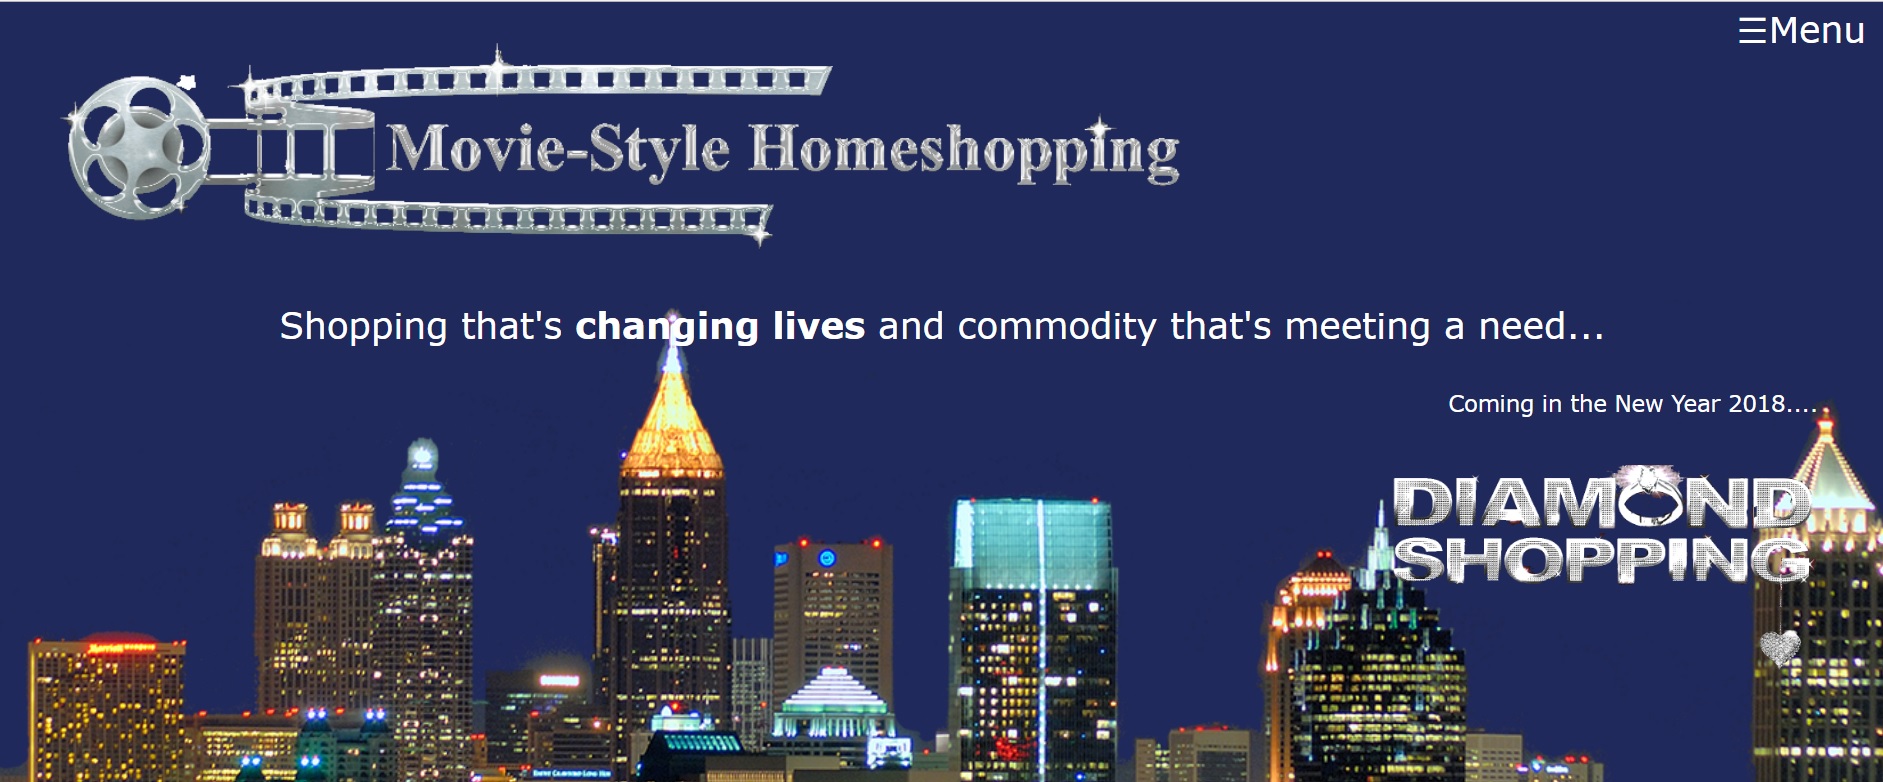 ☰Menu
Movie-Style Homeshopping
Shopping that's changing lives and commodity that's meeting a need...
Coming in the New Year 2018....
DIAMOND
SHOPPING
Marriott